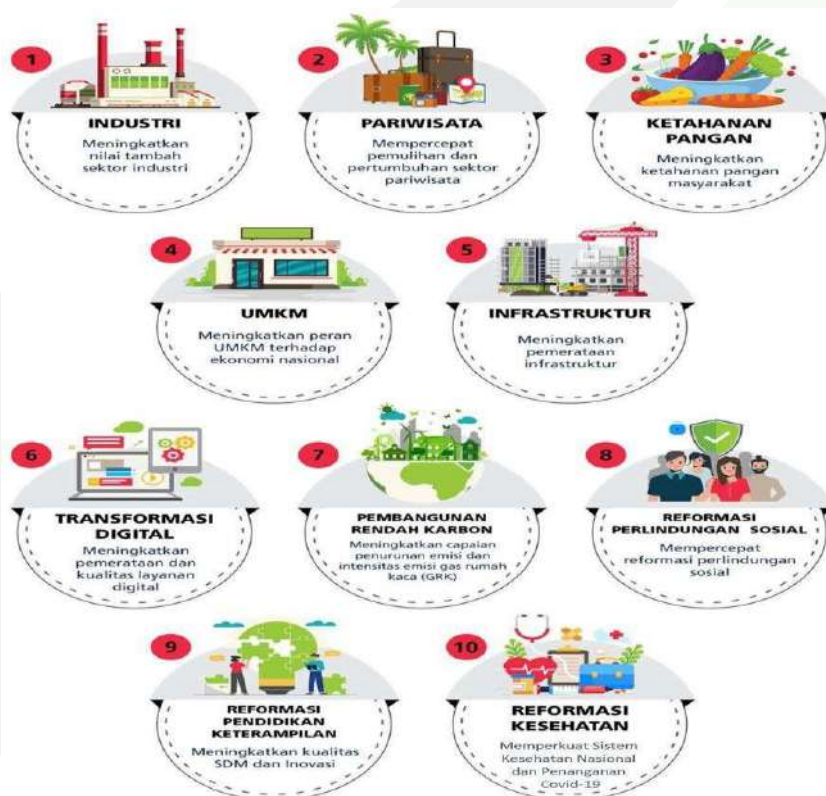 1
INDUSTRI
Meningkatkan
nilai tambah
sektor industri
2
PARIWISATA
Mempercepat
pemulihan dan
pertumbuhan sektor
pariwisata
3
KETAHANAN
PANGAN
Meningkatkan
ketahanan pangan
masyarakat
4
UMKM
Meningkatkan peran
UMKM terhadap
ekonomi nasional
5
INFRASTRUKTUR
Meningkatkan
pemerataan
infrastruktur
6
TRANSFORMASI
DIGITAL
Meningkatkan
pemerataan dan
kualitas layanan
digital
7
PEMBANGUNAN
RENDAH KARBON
Meningkatkan capaian
penurunan emisi dan
intensitas emisi gas rumah
kaca (GRK)
8
REFORMASI
PERLINDUNGAN SOSIAL
Mempercepat
reformasi perlindungan
sosial
9
REFORMASI
PENDIDIKAN
KETERAMPILAN
Meningkatkan kualitas
SDM dan Inovasi
10
REFORMASI
KESEHATAN
Memperkuat Sistem
Kesehatan Nasional
dan Penanganan
Covid-19